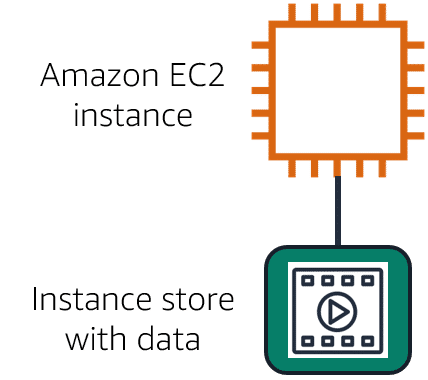 Amazon EC2
instance
Instance store
with data